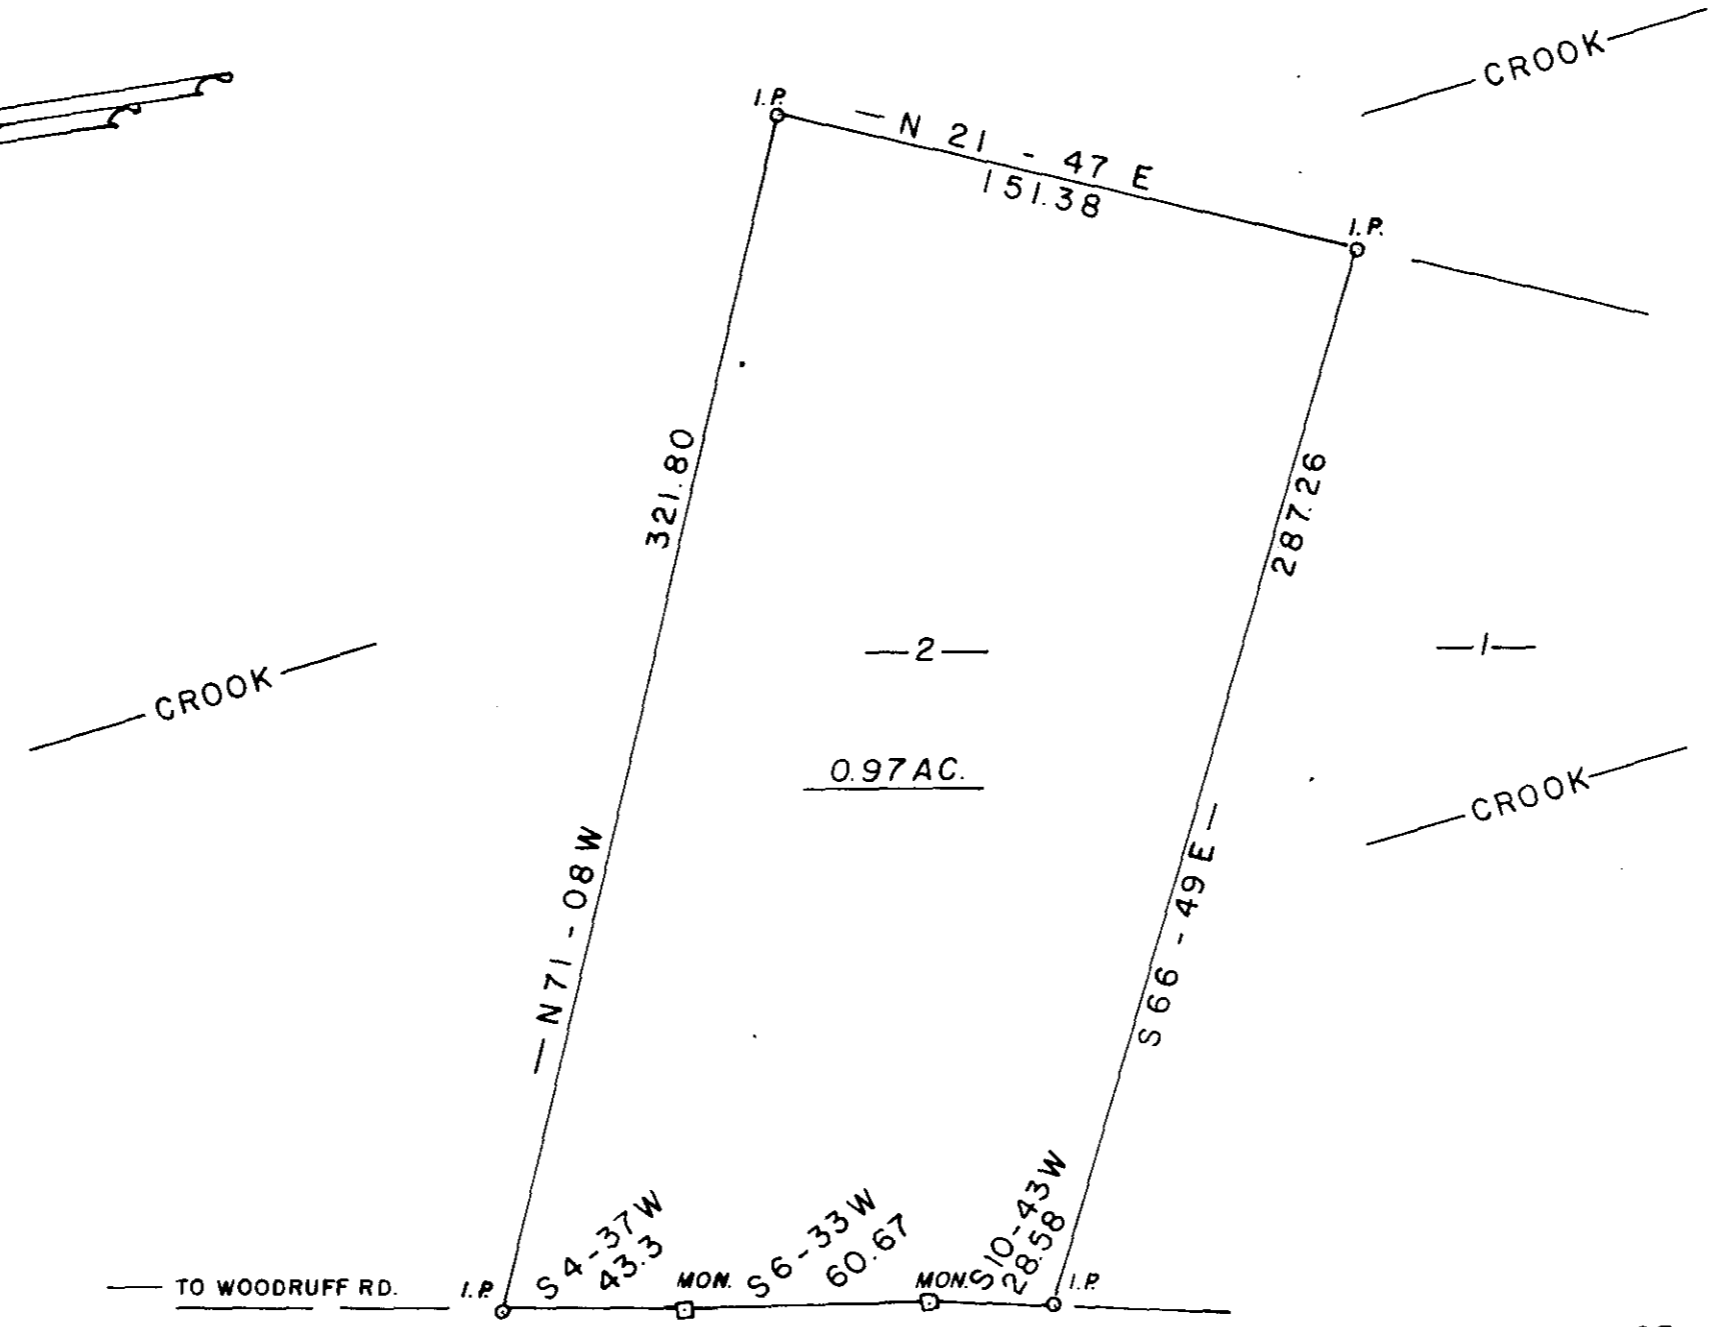 CROOK
I.P.
— N 21 - 47 E
151.38
I.P.
321.80
287.26
—2—
—1—
CROOK
0.97 AC.
CROOK
— N 71 - 08 W
S 66 - 49 E —
S 4 - 37 W
43.3
S 6 - 33 W
60.67
S 10 - 43 W
28.58
— TO WOODRUFF RD.
I.P.
MON.
MON.
I.P.